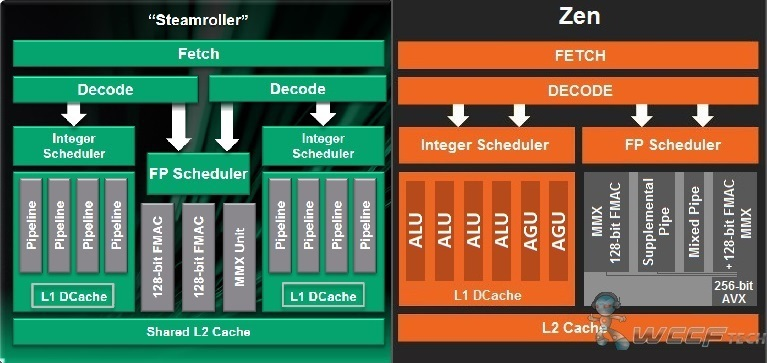 “Steamroller”
Fetch
Decode
Decode
Integer
Scheduler
FP Scheduler
Integer
Scheduler
Pipeline
Pipeline
Pipeline
Pipeline
L1 DCache
128-bit FMAC
128-bit FMAC
MMX Unit
Pipeline
Pipeline
Pipeline
Pipeline
L1 DCache
Shared L2 Cache
Zen
FETCH
DECODE
Integer Scheduler
FP Scheduler
ALU
ALU
ALU
ALU
AGU
AGU
L1 DCache
MMX
128-bit FMAC
Supplemental
Pipe
Mixed Pipe
+128-bit FMAC
MMX
256-bit
AVX
L2 Cache
WCCF TECH